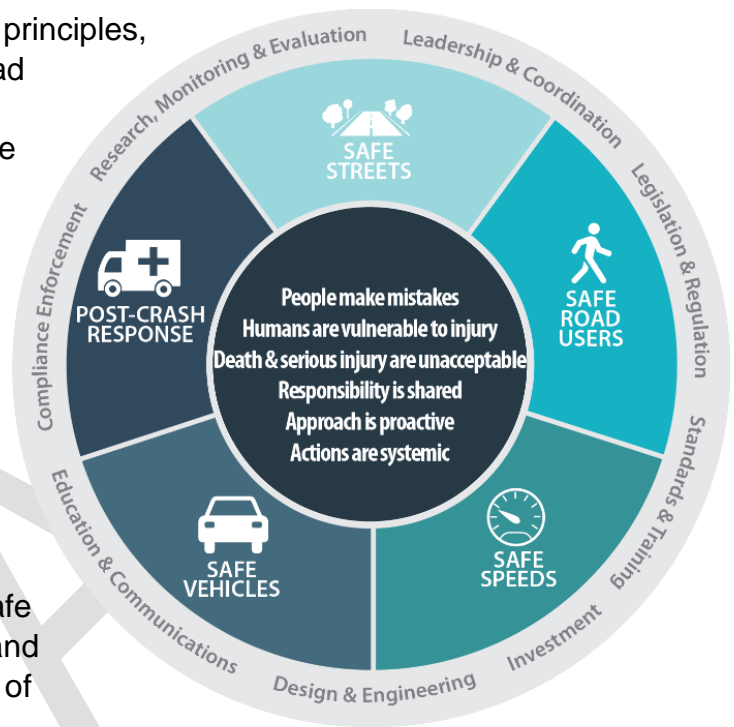 principles,
ad
e
afe
and
of
Research, Monitoring & Evaluation
Leadership & Coordination
Legislation & Regulation
Standards & Training
Investment
Design & Engineering
Education & Communications
Compliance Enforcement
SAFE
STREETS
SAFE
ROAD
USERS
SAFE
SPEEDS
SAFE
VEHICLES
POST-CRASH
RESPONSE
People make mistakes
Humans are vulnerable to injury
Death & serious injury are unacceptable
Responsibility is shared
Approach is proactive
Actions are systemic